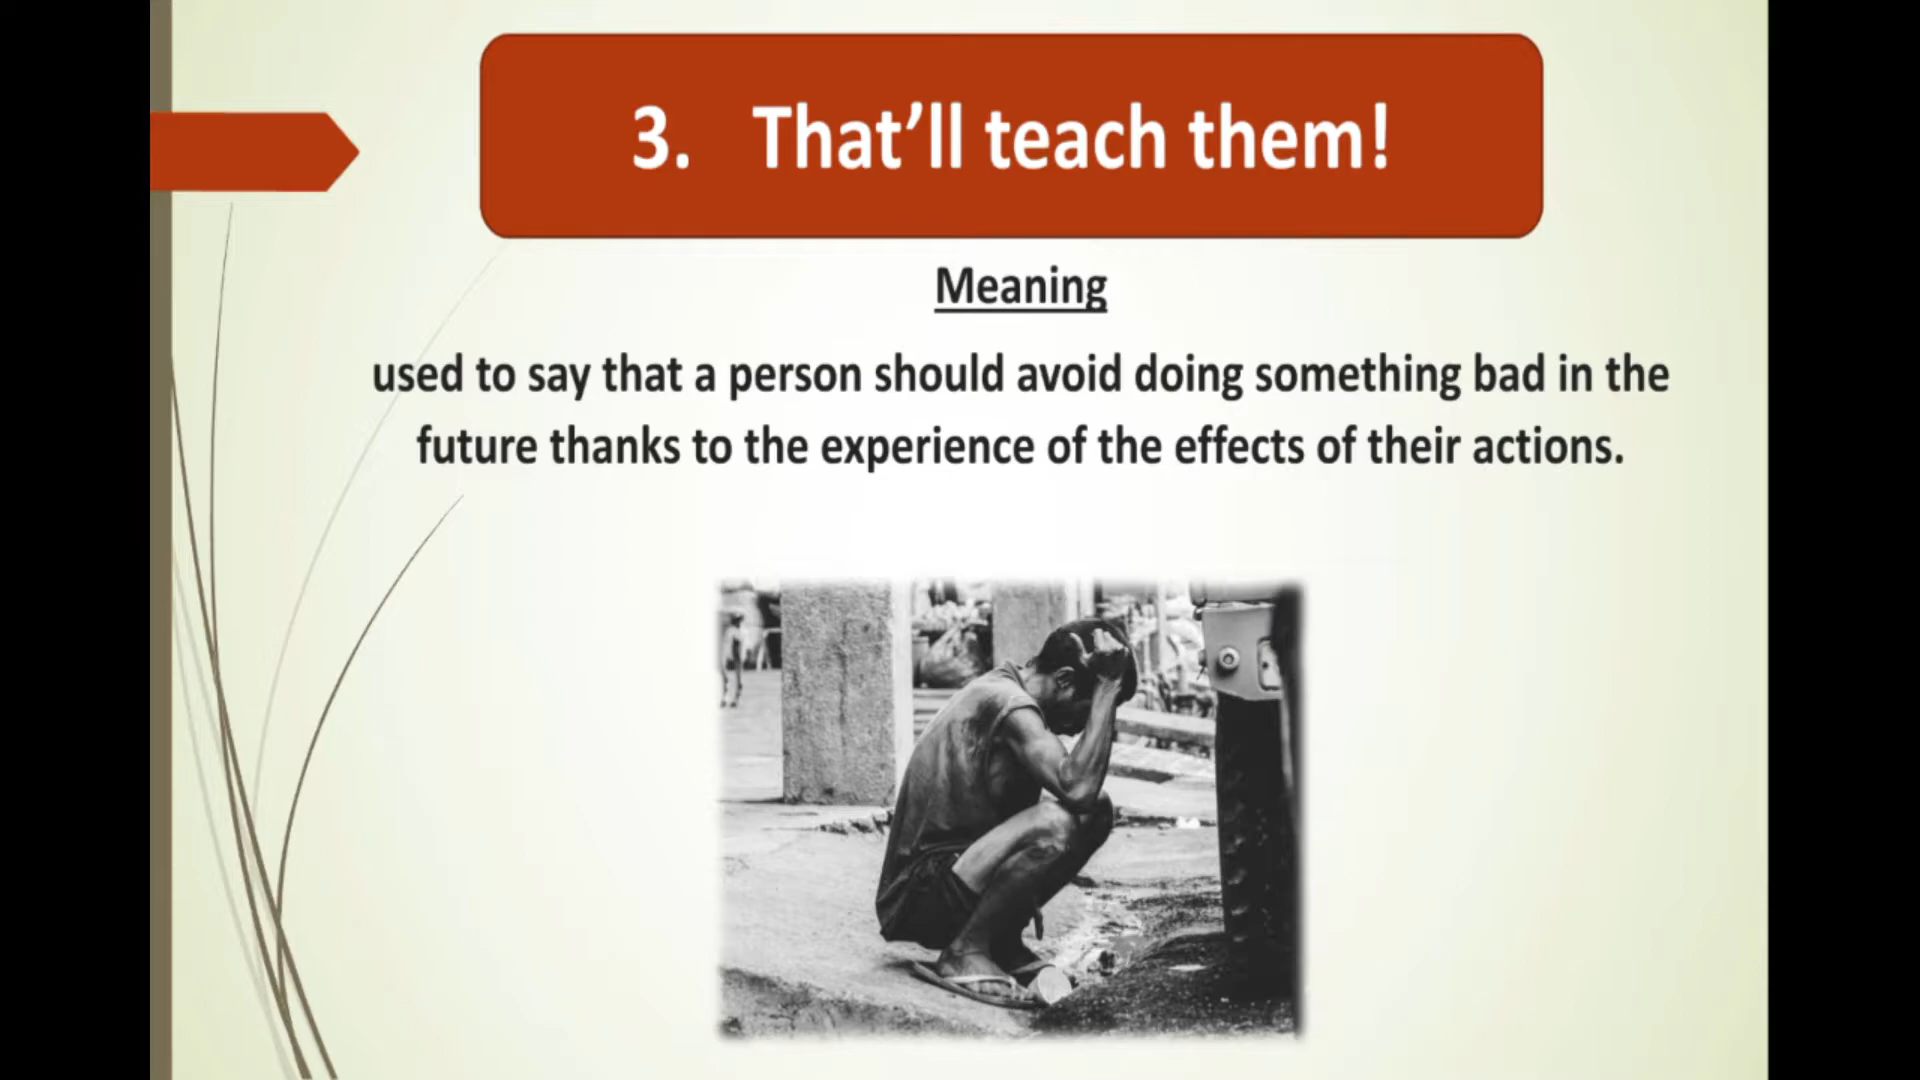 3. That’ll teach them!
Meaning
used to say that a person should avoid doing something bad in the
future thanks to the experience of the effects of their actions.